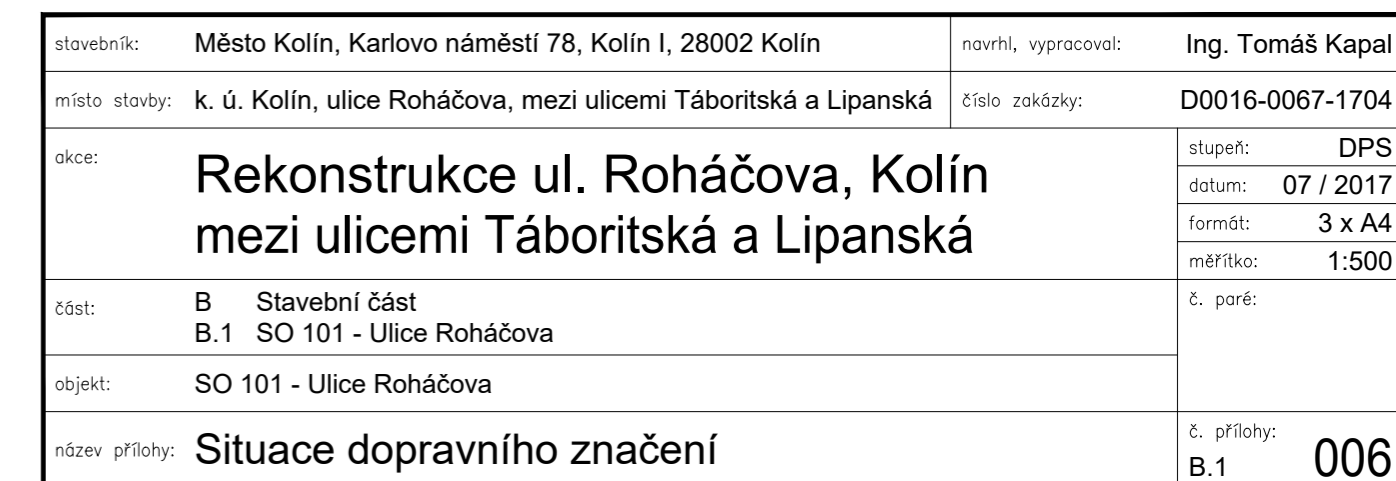 stavebník: Město Kolín, Karlovo náměstí 78, Kolín I, 28002 Kolín navrhl, vypracoval: Ing. Tomáš Kapal
místo stavby: k. ú. Kolín, ulice Roháčova, mezi ulicemi Táboritská a Lipanská číslo zakázky: D0016-0067-1704
akce: Rekonstrukce ul. Roháčova, Kolín
mezi ulicemi Táboritská a Lipanská
stupeň: DPS
datum: 07 / 2017
formát: 3 x A4
měřítko: 1:500
část: B Stavební část
B.1 SO 101 - Ulice Roháčova
č. paré:
objekt: SO 101 - Ulice Roháčova
název přílohy: Situace dopravního značení
č. přílohy:
B.1 006